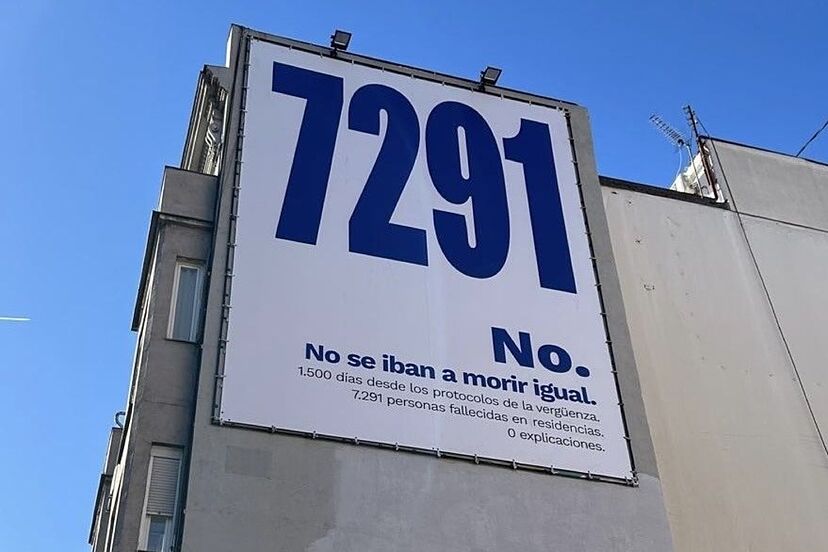 7291
No.
No se iban a morir igual.
1.500 días desde los protocolos de la vergüenza.
7.291 personas fallecidas en residencias.
0 explicaciones.